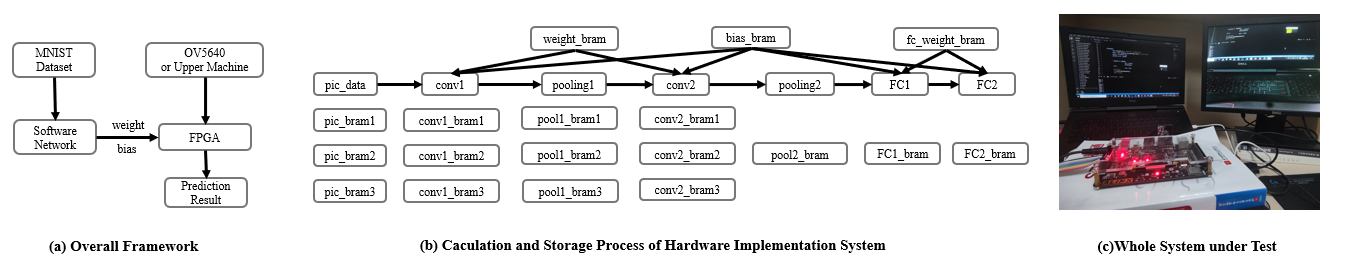 MNIST
Dataset
OV5640
or Upper Machine
Software
Network
weight
bias
FPGA
Prediction
Result
(a) Overall Framework
weight_bram
bias_bram
fc_weight_bram
pic_data
conv1
pooling1
conv2
pooling2
FC1
FC2
pic_bram1
conv1_bram1
pool1_bram1
conv2_bram1
pic_bram2
conv1_bram2
pool1_bram2
conv2_bram2
pool2_bram
FC1_bram
FC2_bram
pic_bram3
conv1_bram3
pool1_bram3
conv2_bram3
(b) Caculation and Storage Process of Hardware Implementation System
(c)Whole System under Test